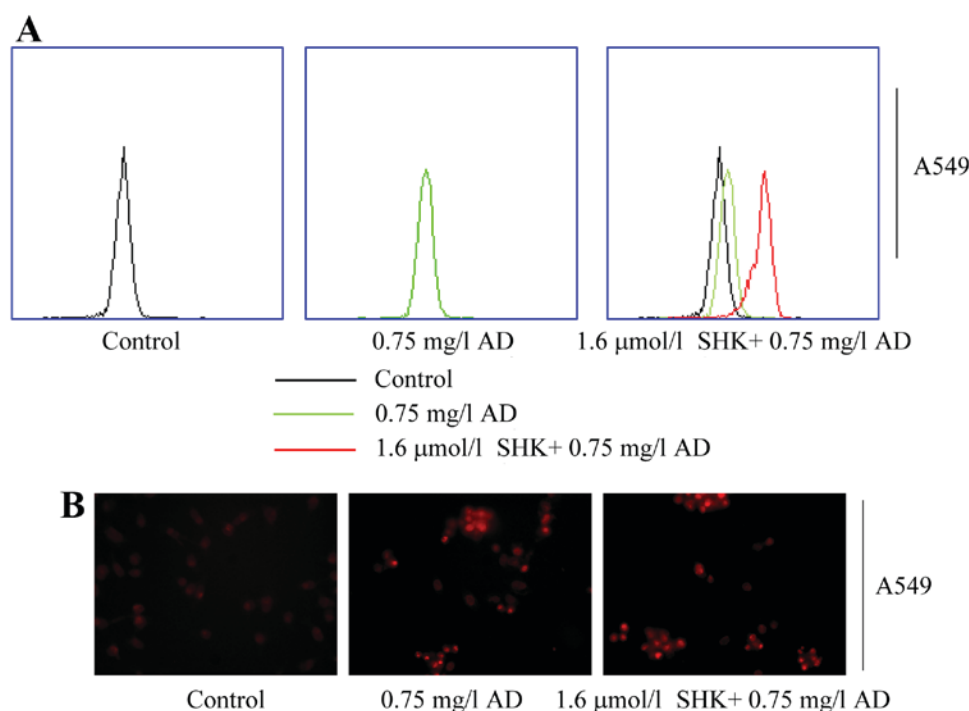 A
A549
Control
0.75 mg/l AD
1.6 μmol/l SHK+ 0.75 mg/l AD
Control
0.75 mg/l AD
1.6 μmol/l SHK+ 0.75 mg/l AD
B
A549
Control
0.75 mg/l AD
1.6 μmol/l SHK+ 0.75 mg/l AD